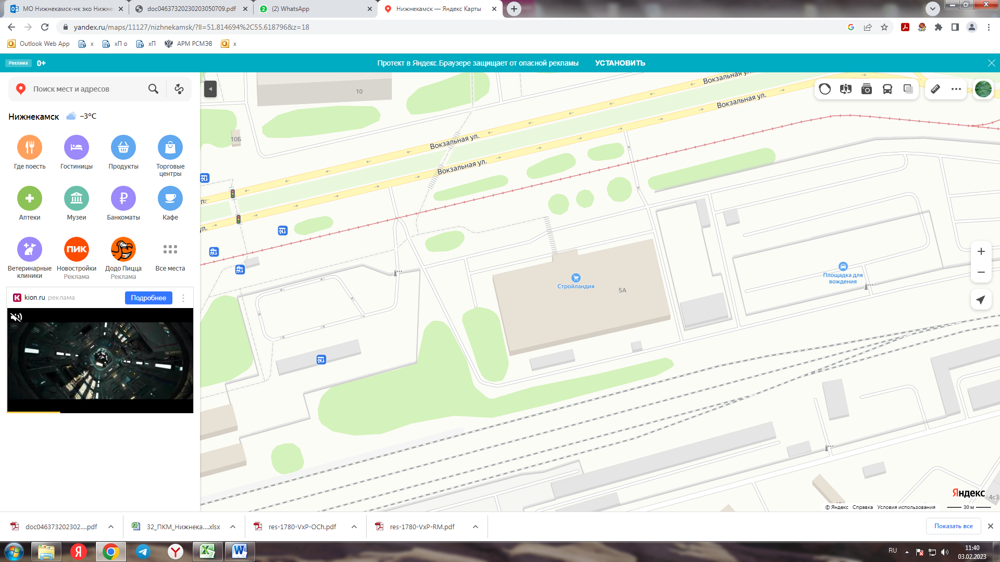 МО Нижнекамск-нк эко Нижне
doc04637320230203050709.pdf
(2) WhatsApp
Нижнекамск — Яндекс Карты
yandex.ru/maps/11127/nizhnekamsk/?ll=51.814694%2C55.618796&z=18
Outlook Web App
х
хП о
хП
АРМ РСМЭВ
х
Реклама
0+
Протект в Яндекс.Браузере защищает от опасной рекламы
УСТАНОВИТЬ
Поиск мест и адресов
Нижнекамск
−3°C
Где поесть
Гостиницы
Продукты
Торговые
центры
Аптеки
Музеи
Банкоматы
Кафе
ПИК
Ветеринарные
клиники
Новостройки
Реклама
Додо Пицца
Реклама
Все места
kion.ru реклама
Подробнее
12+
10
10Б
Вокзальная ул.
Вокзальная ул.
Вокзальная ул.
Вокзальная ул.
л.
ул.
Стройландия
5А
Площадка для
вождения
4с3
Яндекс
© Яндекс Справка Условия использования
30 м
doc046373202302....pdf
32_ПКМ_Нижнека....xlsx
res-1780-VxP-OCh.pdf
res-1780-VxP-RM.pdf
Показать все
RU
11:40
03.02.2023